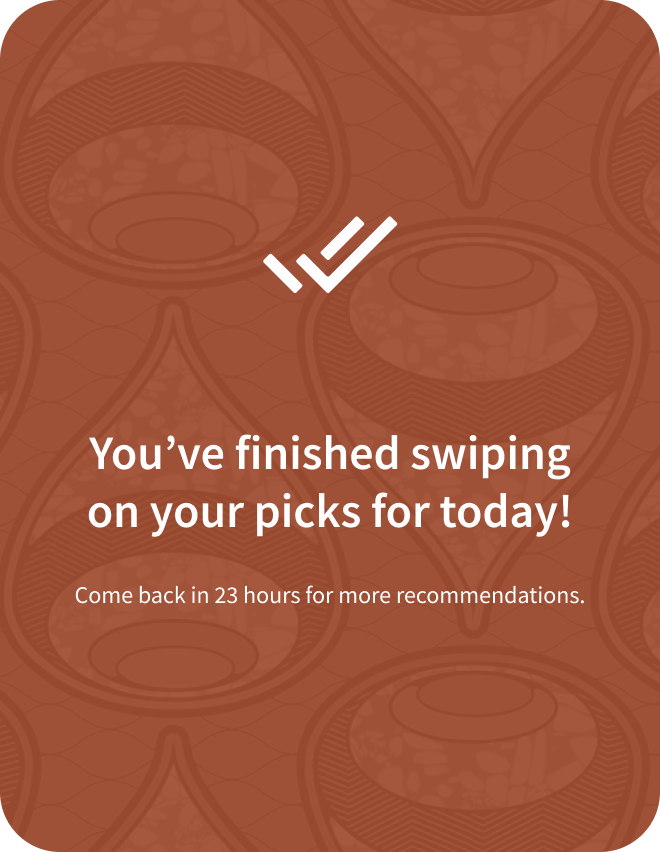 You’ve finished swiping
on your picks for today!
Come back in 23 hours for more recommendations.